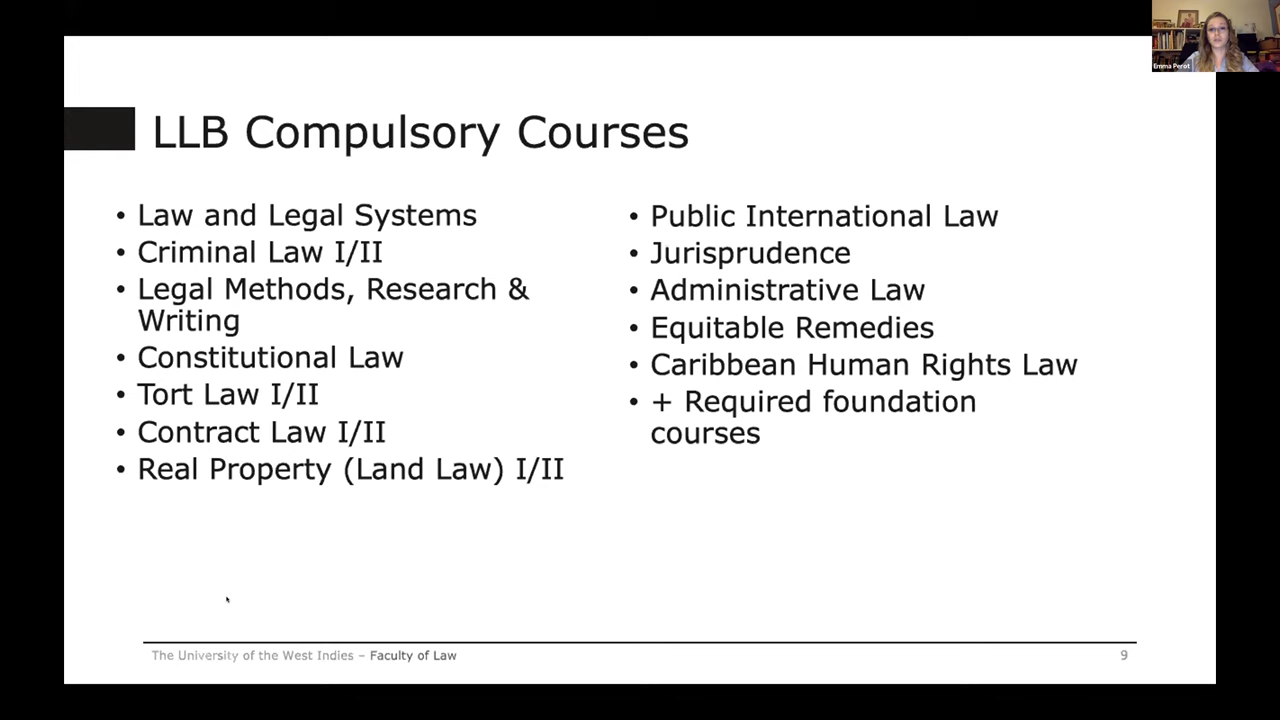 Emma Perot
LLB Compulsory Courses
• Law and Legal Systems
• Criminal Law I/II
• Legal Methods, Research &
Writing
• Constitutional Law
• Tort Law I/II
• Contract Law I/II
• Real Property (Land Law) I/II
• Public International Law
• Jurisprudence
• Administrative Law
• Equitable Remedies
• Caribbean Human Rights Law
• + Required foundation
courses
The University of the West Indies – Faculty of Law
9